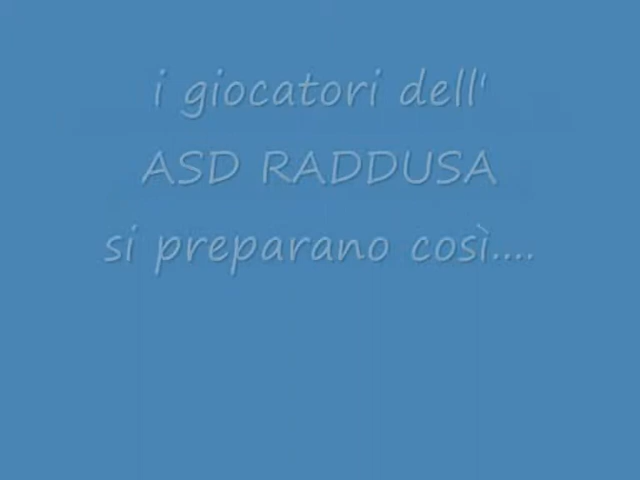 i giocatori dell'
ASD RADDUSA
si preparano così....